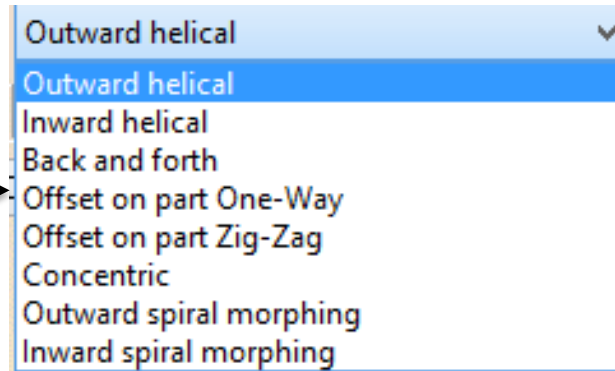 Outward helical
Outward helical
Inward helical
Back and forth
Offset on part One-Way
Offset on part Zig-Zag
Concentric
Outward spiral morphing
Inward spiral morphing